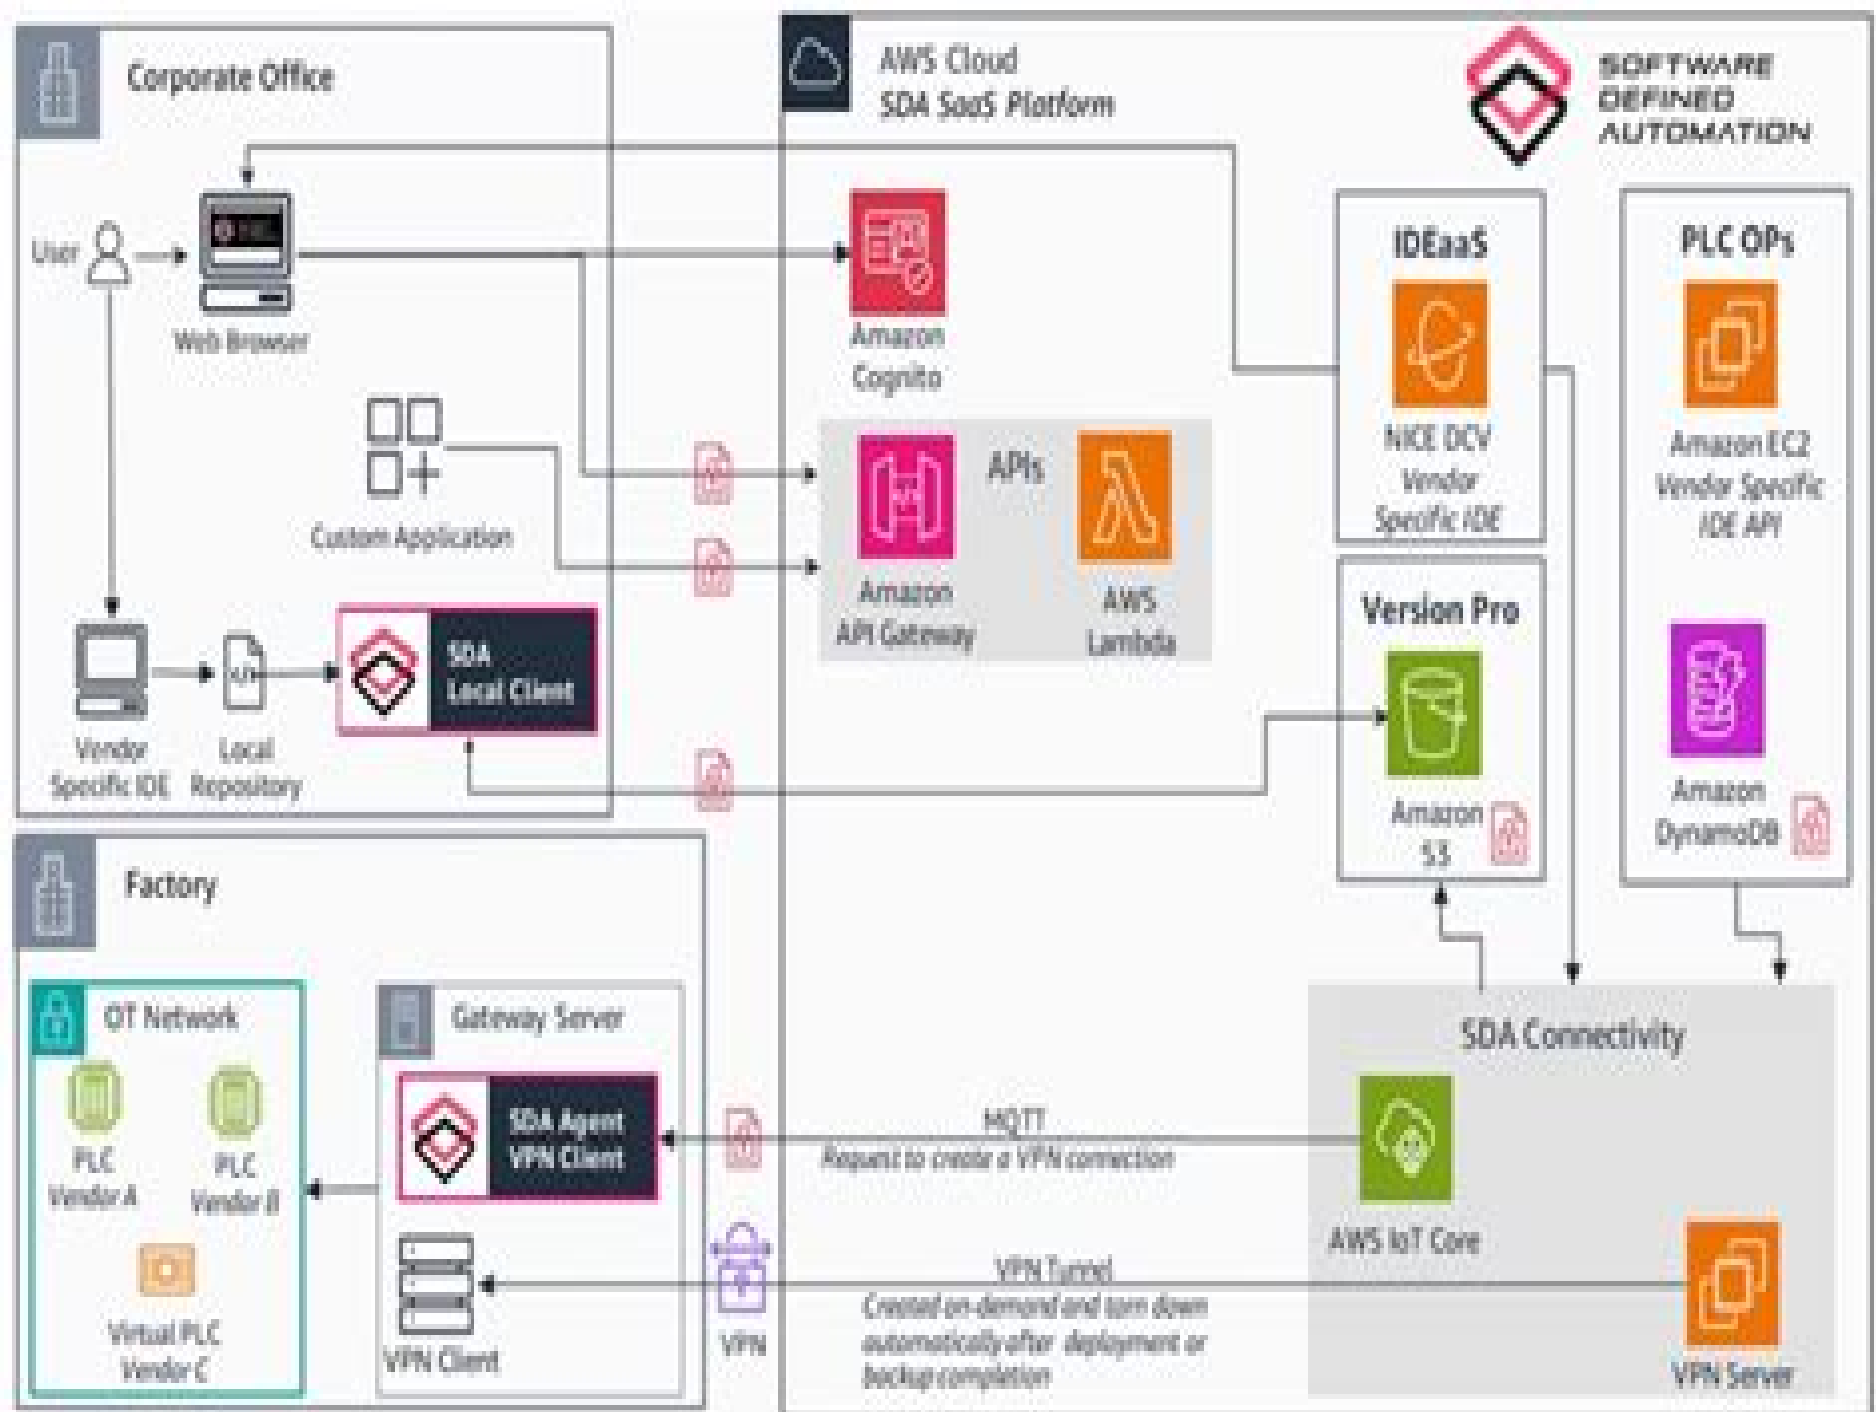 Corporate Office
User
Web Browser
Custom Application
Vendor
Specific IDE
Local
Repository
SDA
Local Client
Factory
OT Network
PLC
Vendor A
PLC
Vendor B
Virtual PLC
Vendor C
Gateway Server
SDA Agent
VPN Client
VPN Client
VPN
AWS Cloud
SDA SaaS Platform
SOFTWARE
DEFINED
AUTOMATION
Amazon
Cognito
APIs
Amazon
API Gateway
AWS
Lambda
IDEaaS
NICE DCV
Vendor
Specific IDE
PLC OPs
Amazon EC2
Vendor Specific
IDE API
Version Pro
Amazon
S3
Amazon
DynamoDB
SDA Connectivity
MQTT
Request to create a VPN connection
AWS IoT Core
VPN Tunnel
Created on-demand and torn down
automatically after deployment or
backup completion
VPN Server